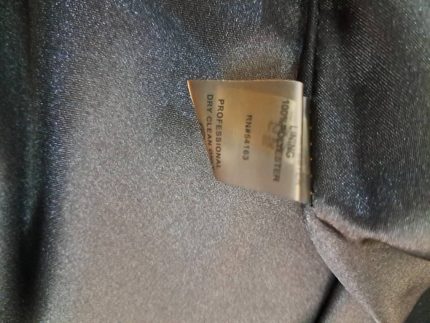 LINING
100% POLYESTER
RN#54163
PROFESSIONAL
DRY CLEAN ONLY